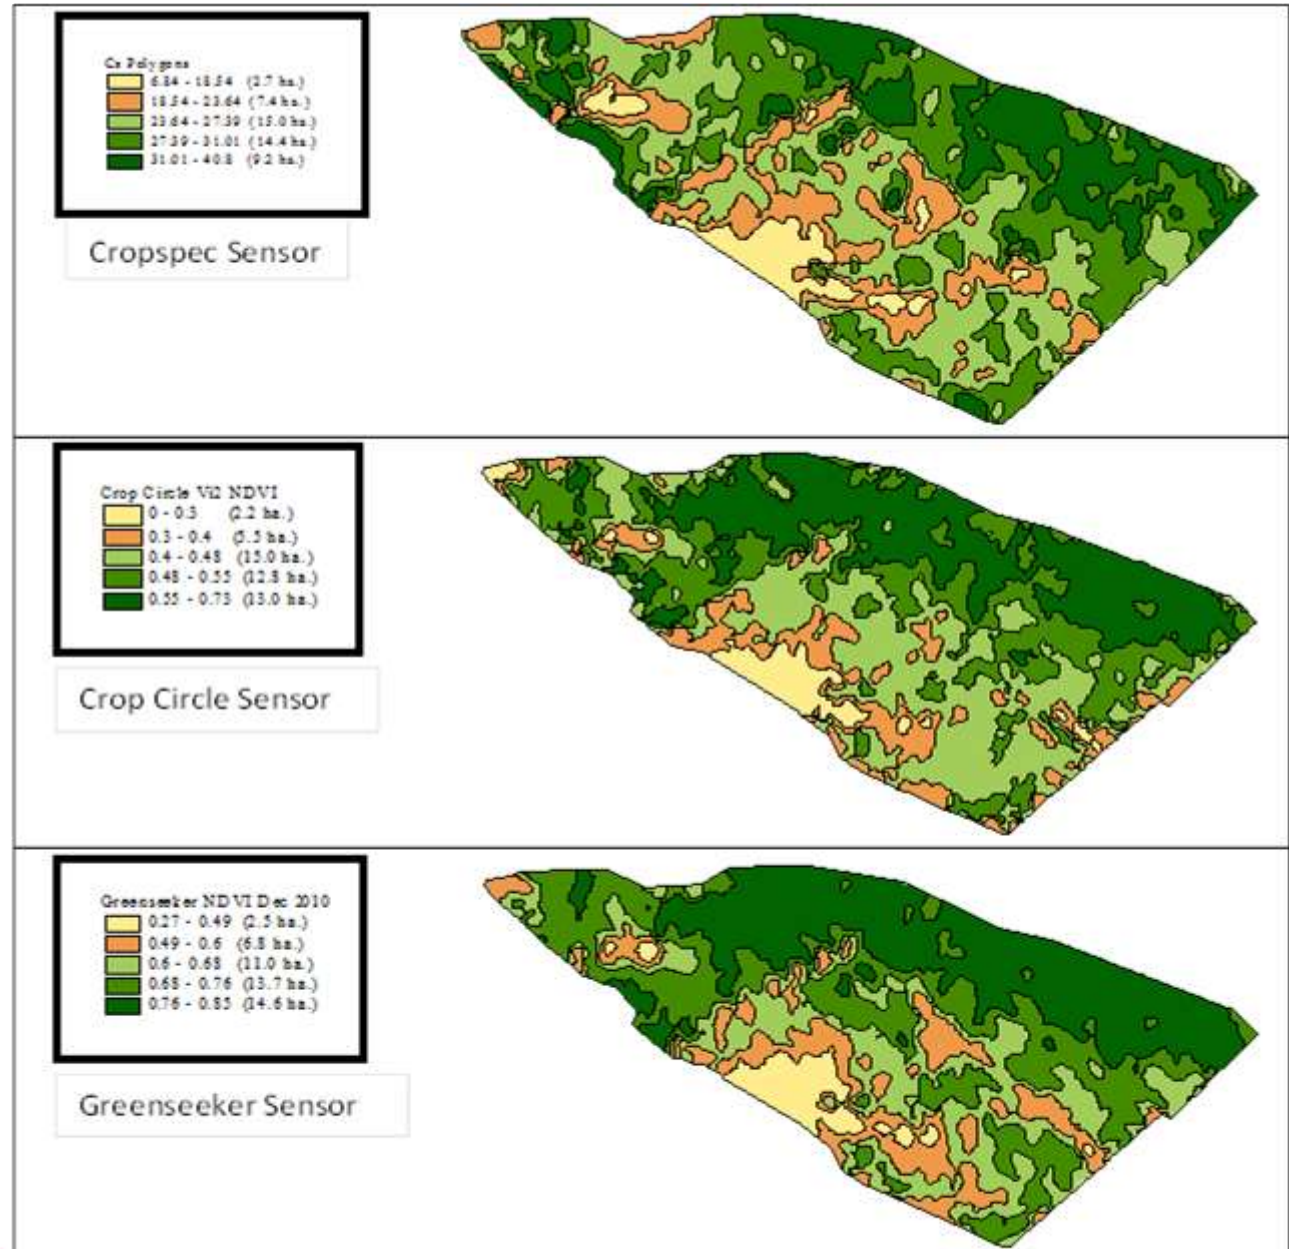 Cs Polygons
6.84 - 18.54 (2.7 ha.)
18.54 - 23.64 (7.4 ha.)
23.64 - 27.39 (15.0 ha.)
27.39 - 31.01 (14.4 ha.)
31.01 - 40.8 (9.2 ha.)
Cropspec Sensor
Crop Circle Vi2 NDVI
0 - 0.3 (2.2 ha.)
0.3 - 0.4 (5.5 ha.)
0.4 - 0.48 (15.0 ha.)
0.48 - 0.55 (12.8 ha.)
0.55 - 0.73 (13.0 ha.)
Crop Circle Sensor
Greenseeker NDVI Dec 2010
0.27 - 0.49 (2.5 ha.)
0.49 - 0.6 (6.8 ha.)
0.6 - 0.68 (11.0 ha.)
0.68 - 0.76 (13.7 ha.)
0.76 - 0.85 (14.6 ha.)
Greenseeker Sensor